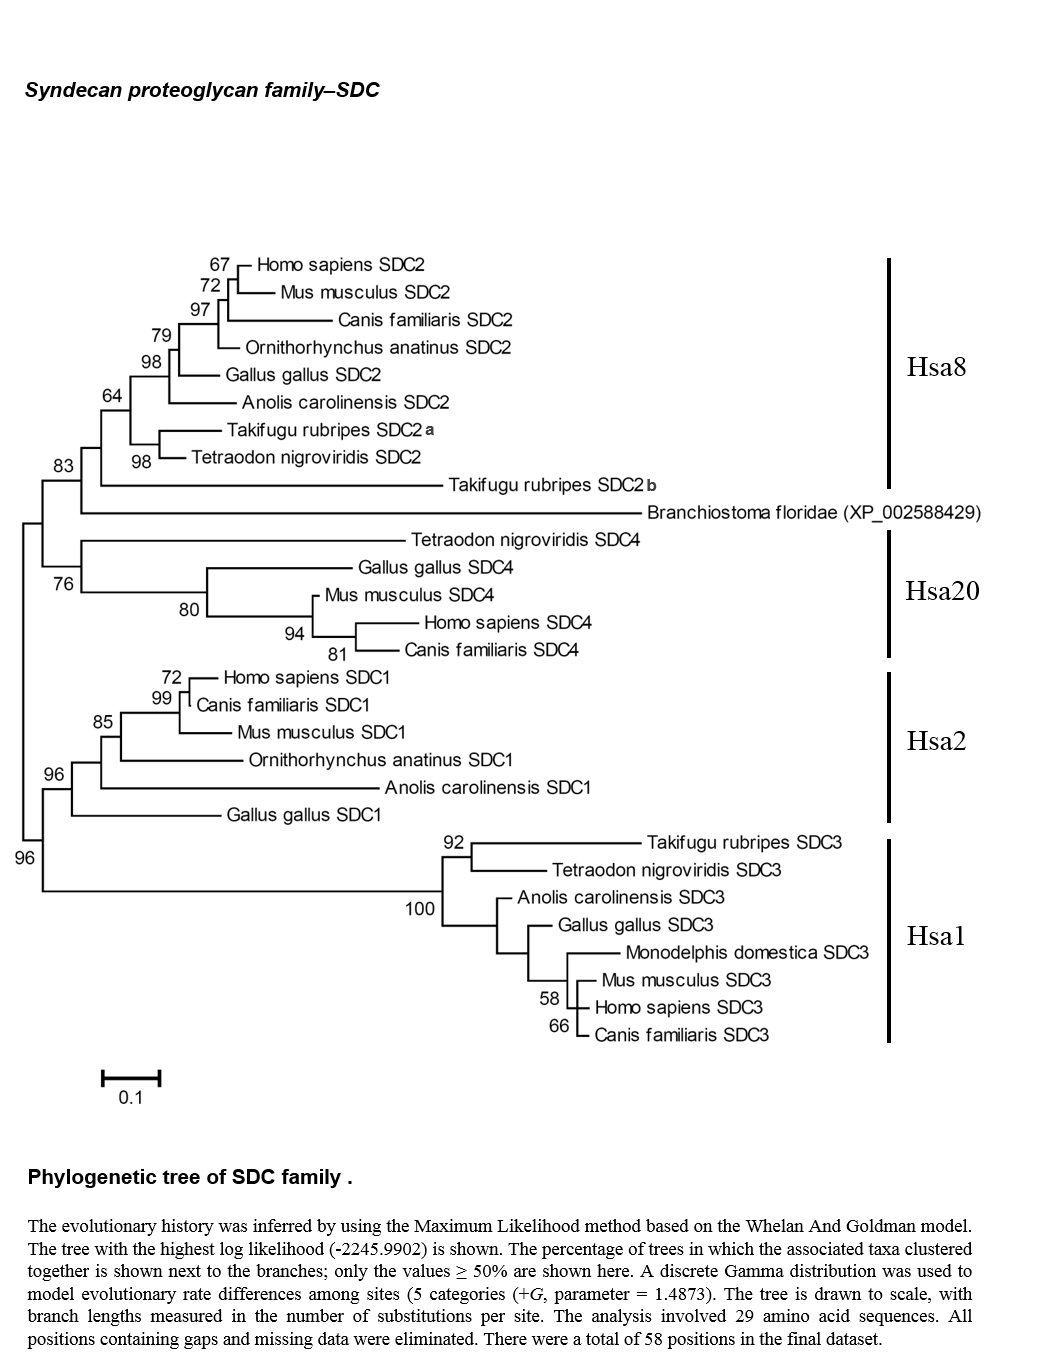 Syndecan proteoglycan family–SDC
67
Homo sapiens SDC2
72
Mus musculus SDC2
97
Canis familiaris SDC2
79
Ornithorhynchus anatinus SDC2
98
Gallus gallus SDC2
Hsa8
64
Anolis carolinensis SDC2
Takifugu rubripes SDC2 a
98
Tetraodon nigroviridis SDC2
83
Takifugu rubripes SDC2 b
Branchiostoma floridae (XP_002588429)
Tetraodon nigroviridis SDC4
76
Gallus gallus SDC4
80
Mus musculus SDC4
Hsa20
94
Homo sapiens SDC4
81
Canis familiaris SDC4
72
Homo sapiens SDC1
99
Canis familiaris SDC1
85
Mus musculus SDC1
Hsa2
Ornithorhynchus anatinus SDC1
96
Anolis carolinensis SDC1
Gallus gallus SDC1
96
92
Takifugu rubripes SDC3
Tetraodon nigroviridis SDC3
100
Anolis carolinensis SDC3
Gallus gallus SDC3
Hsa1
Monodelphis domestica SDC3
58
Mus musculus SDC3
66
Homo sapiens SDC3
Canis familiaris SDC3
0.1
Phylogenetic tree of SDC family .
The evolutionary history was inferred by using the Maximum Likelihood method based on the Whelan And Goldman model.
The tree with the highest log likelihood (-2245.9902) is shown. The percentage of trees in which the associated taxa clustered
together is shown next to the branches; only the values ≥ 50% are shown here. A discrete Gamma distribution was used to
model evolutionary rate differences among sites (5 categories (+G, parameter = 1.4873). The tree is drawn to scale, with
branch lengths measured in the number of substitutions per site. The analysis involved 29 amino acid sequences. All
positions containing gaps and missing data were eliminated. There were a total of 58 positions in the final dataset.